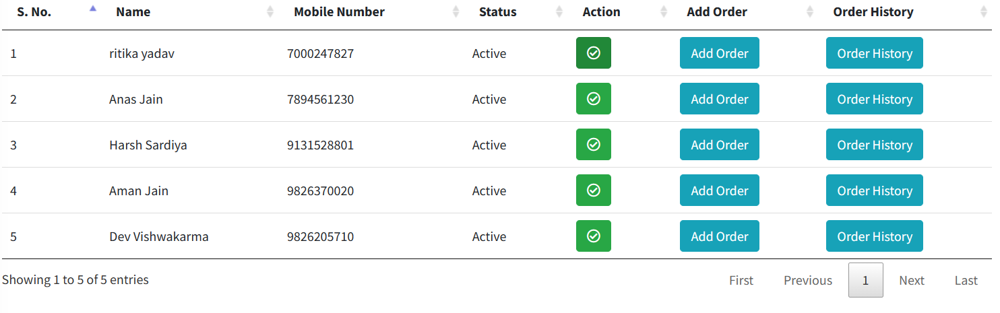 S. No. Name Mobile Number Status Action Add Order Order History
1 ritika yadav 7000247827 Active Add Order Order History
2 Anas Jain 7894561230 Active Add Order Order History
3 Harsh Sardiya 9131528801 Active Add Order Order History
4 Aman Jain 9826370020 Active Add Order Order History
5 Dev Vishwakarma 9826205710 Active Add Order Order History
Showing 1 to 5 of 5 entries First Previous 1 Next Last